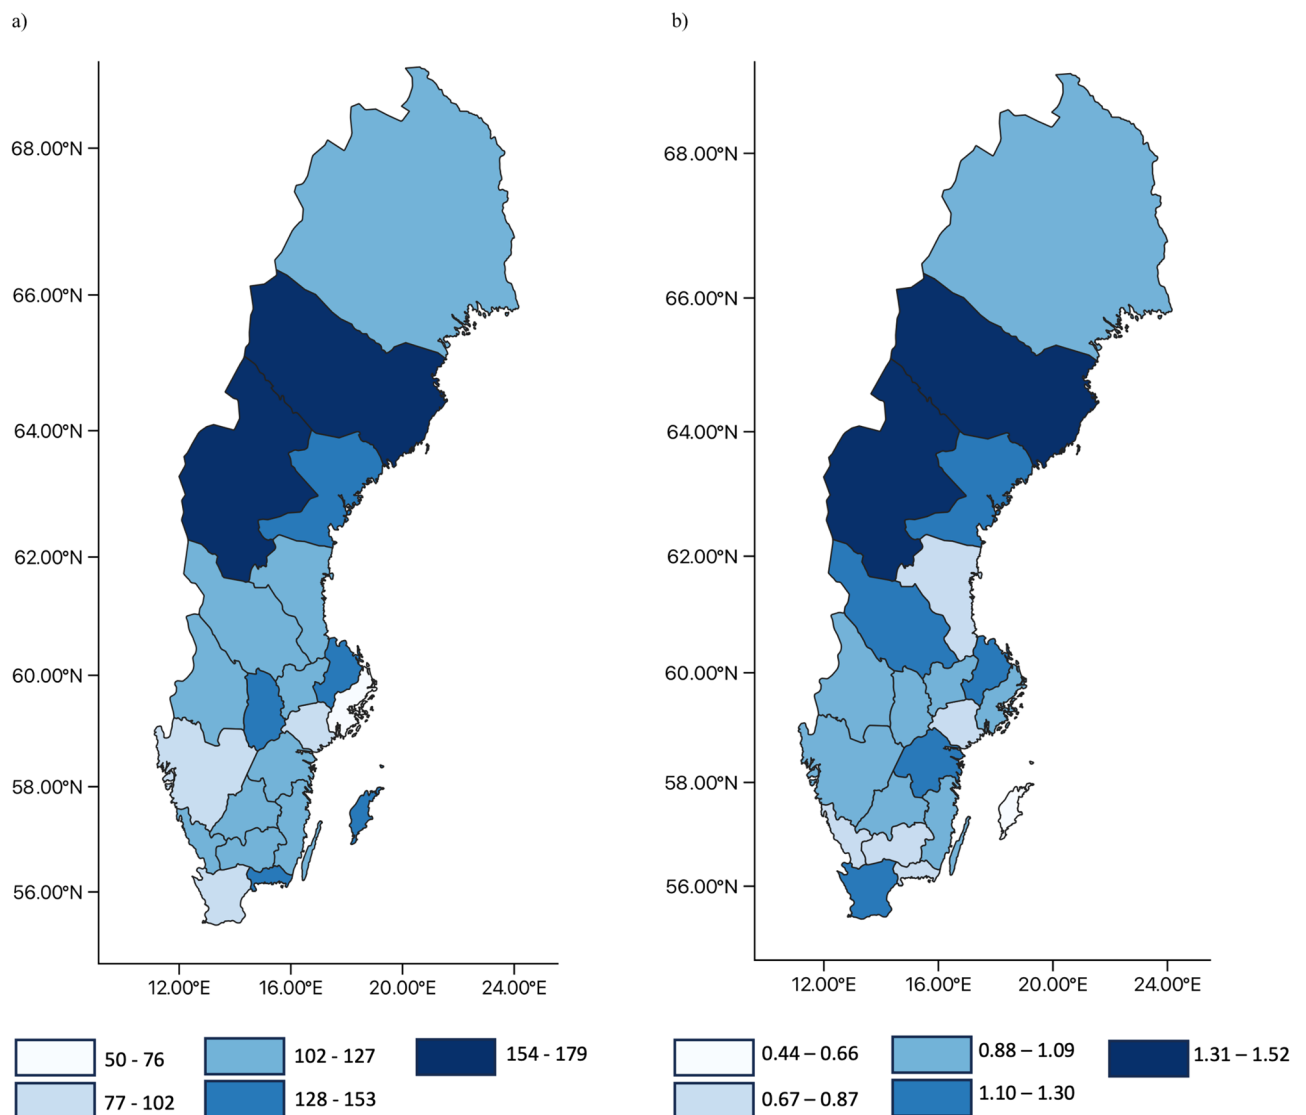 a)
b)
68.00°N
66.00°N
64.00°N
62.00°N
60.00°N
58.00°N
56.00°N
12.00°E
16.00°E
20.00°E
24.00°E
68.00°N
66.00°N
64.00°N
62.00°N
60.00°N
58.00°N
56.00°N
12.00°E
16.00°E
20.00°E
24.00°E
50 - 76
102 - 127
154 - 179
77 - 102
128 - 153
0.44 – 0.66
0.88 – 1.09
1.31 – 1.52
0.67 – 0.87
1.10 – 1.30